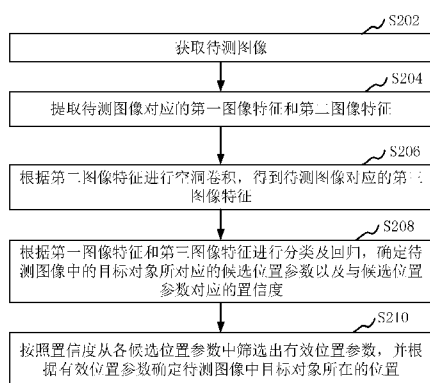 S202
获取待测图像
S204
提取待测图像对应的第一图像特征和第二图像特征
S206
根据第二图像特征进行空洞卷积，得到待测图像对应的第三
图像特征
S208
根据第一图像特征和第三图像特征进行分类及回归，确定待
测图像中的目标对象所对应的候选位置参数以及与候选位置
参数对应的置信度
S210
按照置信度从各候选位置参数中筛选出有效位置参数，并根
据有效位置参数确定待测图像中目标对象所在的位置